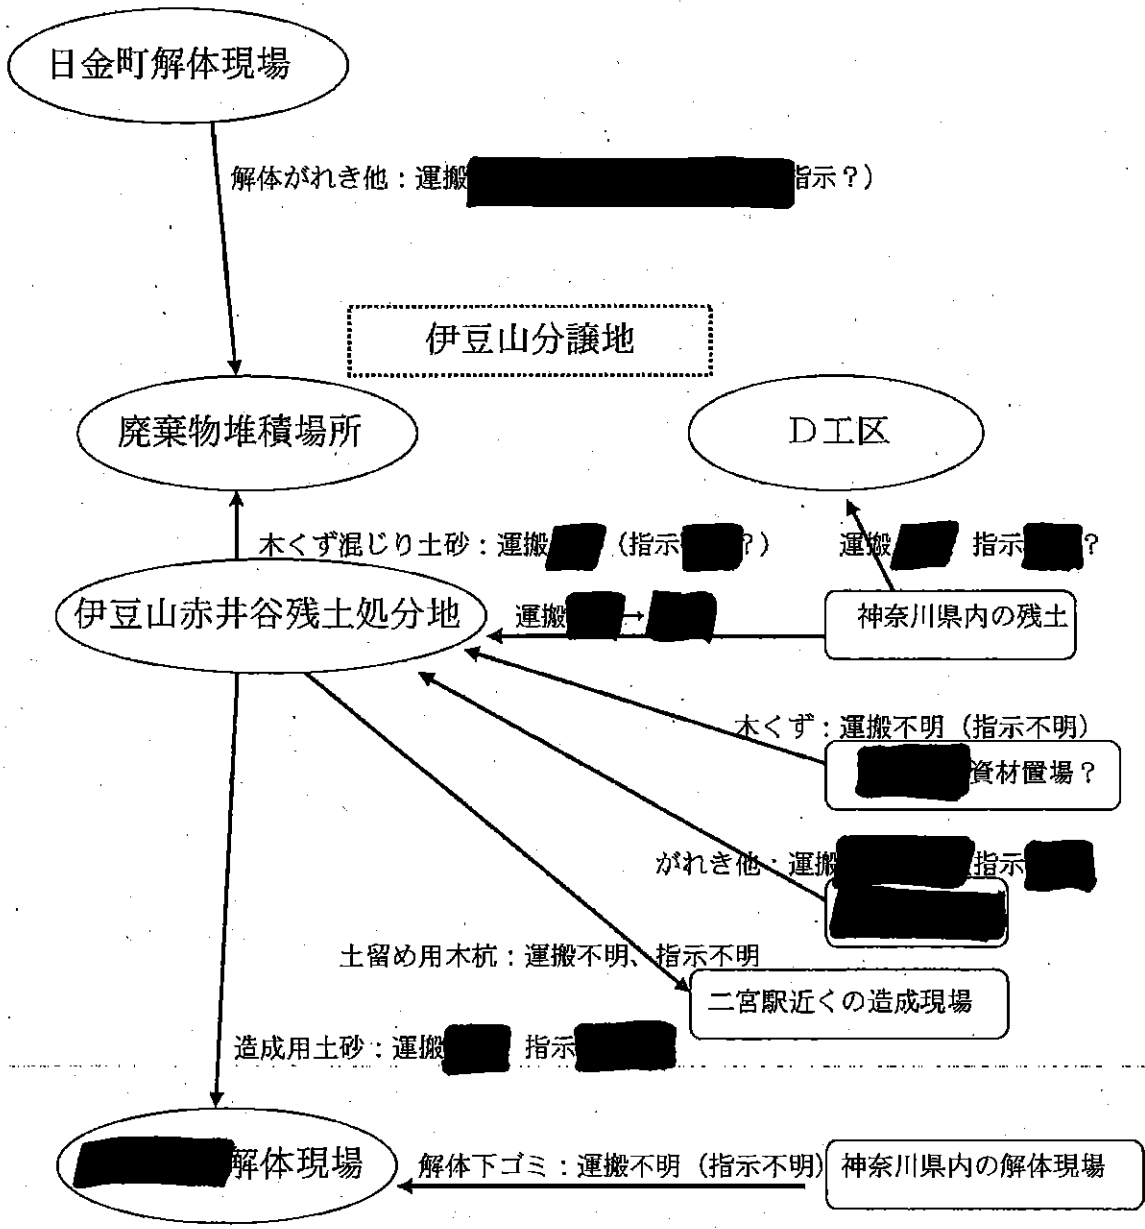 日金町解体現場
解体がれき他：運搬 指示？）
伊豆山分譲地
廃棄物堆積場所
D工区
木くず混じり土砂：運搬 （指示 ？）
運搬 指示 ？
伊豆山赤井谷残土処分地
運搬 →
神奈川県内の残土
木くず：運搬不明（指示不明）
資材置場？
がれき他：運搬 指示
土留め用木杭：運搬不明、指示不明
二宮駅近くの造成現場
造成用土砂：運搬 指示
解体現場
解体下ゴミ：運搬不明（指示不明）
神奈川県内の解体現場